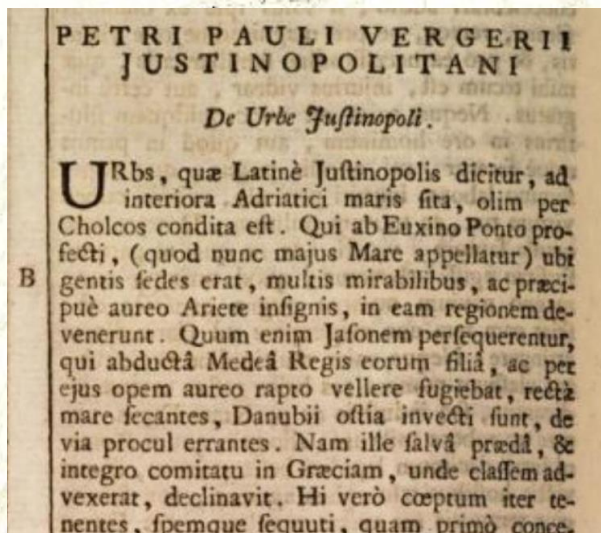 PETRI PAULI VERGERII
JUSTINOPOLITANI
De Urbe Juſtinopoli.
URbs, quæ Latinè Juſtinopolis dicitur, ad
interiora Adriatici maris ſita, olim per
Cholcos condita eſt. Qui ab Euxino Ponto pro-
fecti, (quod nunc majus Mare appellatur) ubi
B gentis ſedes erat, multis mirabilibus, ac præci-
puè aureo Ariete inſignis, in eam regionem de-
venerunt. Quum enim Jaſonem perſequerentur,
qui abductâ Medeâ Regis eorum filiâ, ac per
ejus opem aureo rapto vellere fugiebat, rectà
mare ſecantes, Danubii oſtia invecti ſunt, de
via procul errantes. Nam ille ſalvâ prædâ, &
integro comitatu in Græciam, unde claſſem ad-
vexerat, declinavit. Hi verò cœptum iter te-
nentes, ſpemque ſequuti, quam primò conce-